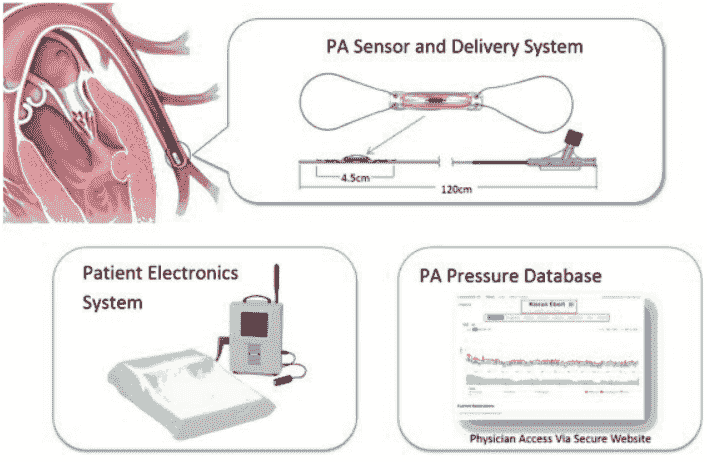 PA Sensor and Delivery System
4.5cm
120cm
Patient Electronics
System
PA Pressure Database
Physician Access Via Secure Website